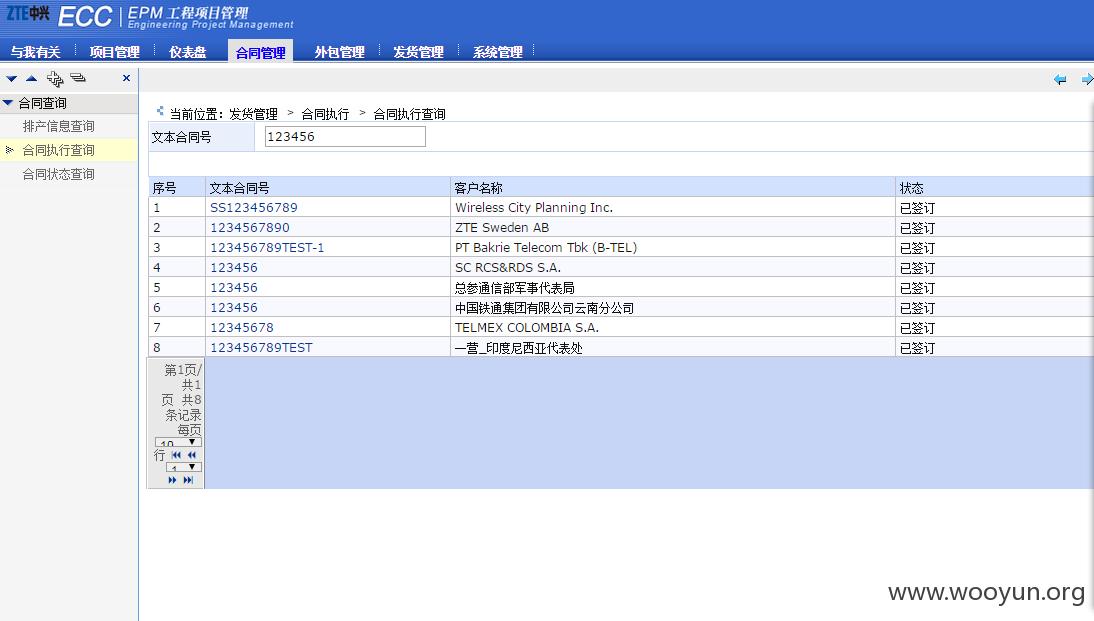 ZTE中兴 ECC EPM 工程项目管理
Engineering Project Management
与我有关 项目管理 仪表盘 合同管理 外包管理 发货管理 系统管理
合同查询
排产信息查询
合同执行查询
合同状态查询
当前位置：发货管理 > 合同执行 > 合同执行查询
文本合同号 123456
序号 文本合同号 客户名称 状态
1 SS123456789 Wireless City Planning Inc. 已签订
2 1234567890 ZTE Sweden AB 已签订
3 123456789TEST-1 PT Bakrie Telecom Tbk (B-TEL) 已签订
4 123456 SC RCS&RDS S.A. 已签订
5 123456 总参通信部军事代表局 已签订
6 123456 中国铁通集团有限公司云南分公司 已签订
7 12345678 TELMEX COLOMBIA S.A. 已签订
8 123456789TEST 一营_印度尼西亚代表处 已签订
第1页/
共1
页 共8
条记录
每页
10
行
1
www.wooyun.org